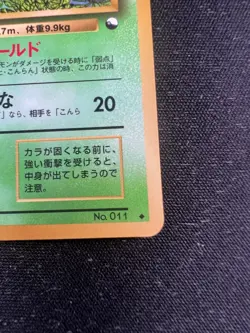 .7m, 体重9.9kg
ールド
モンがダメージを受ける時に「弱点」
・こんらん」状態の時、この力は消
な
20
」なら、相手を「こんら
カラが固くなる前に、
強い衝撃を受けると、
中身が出てしまうので
注意。
No. 011 ◆